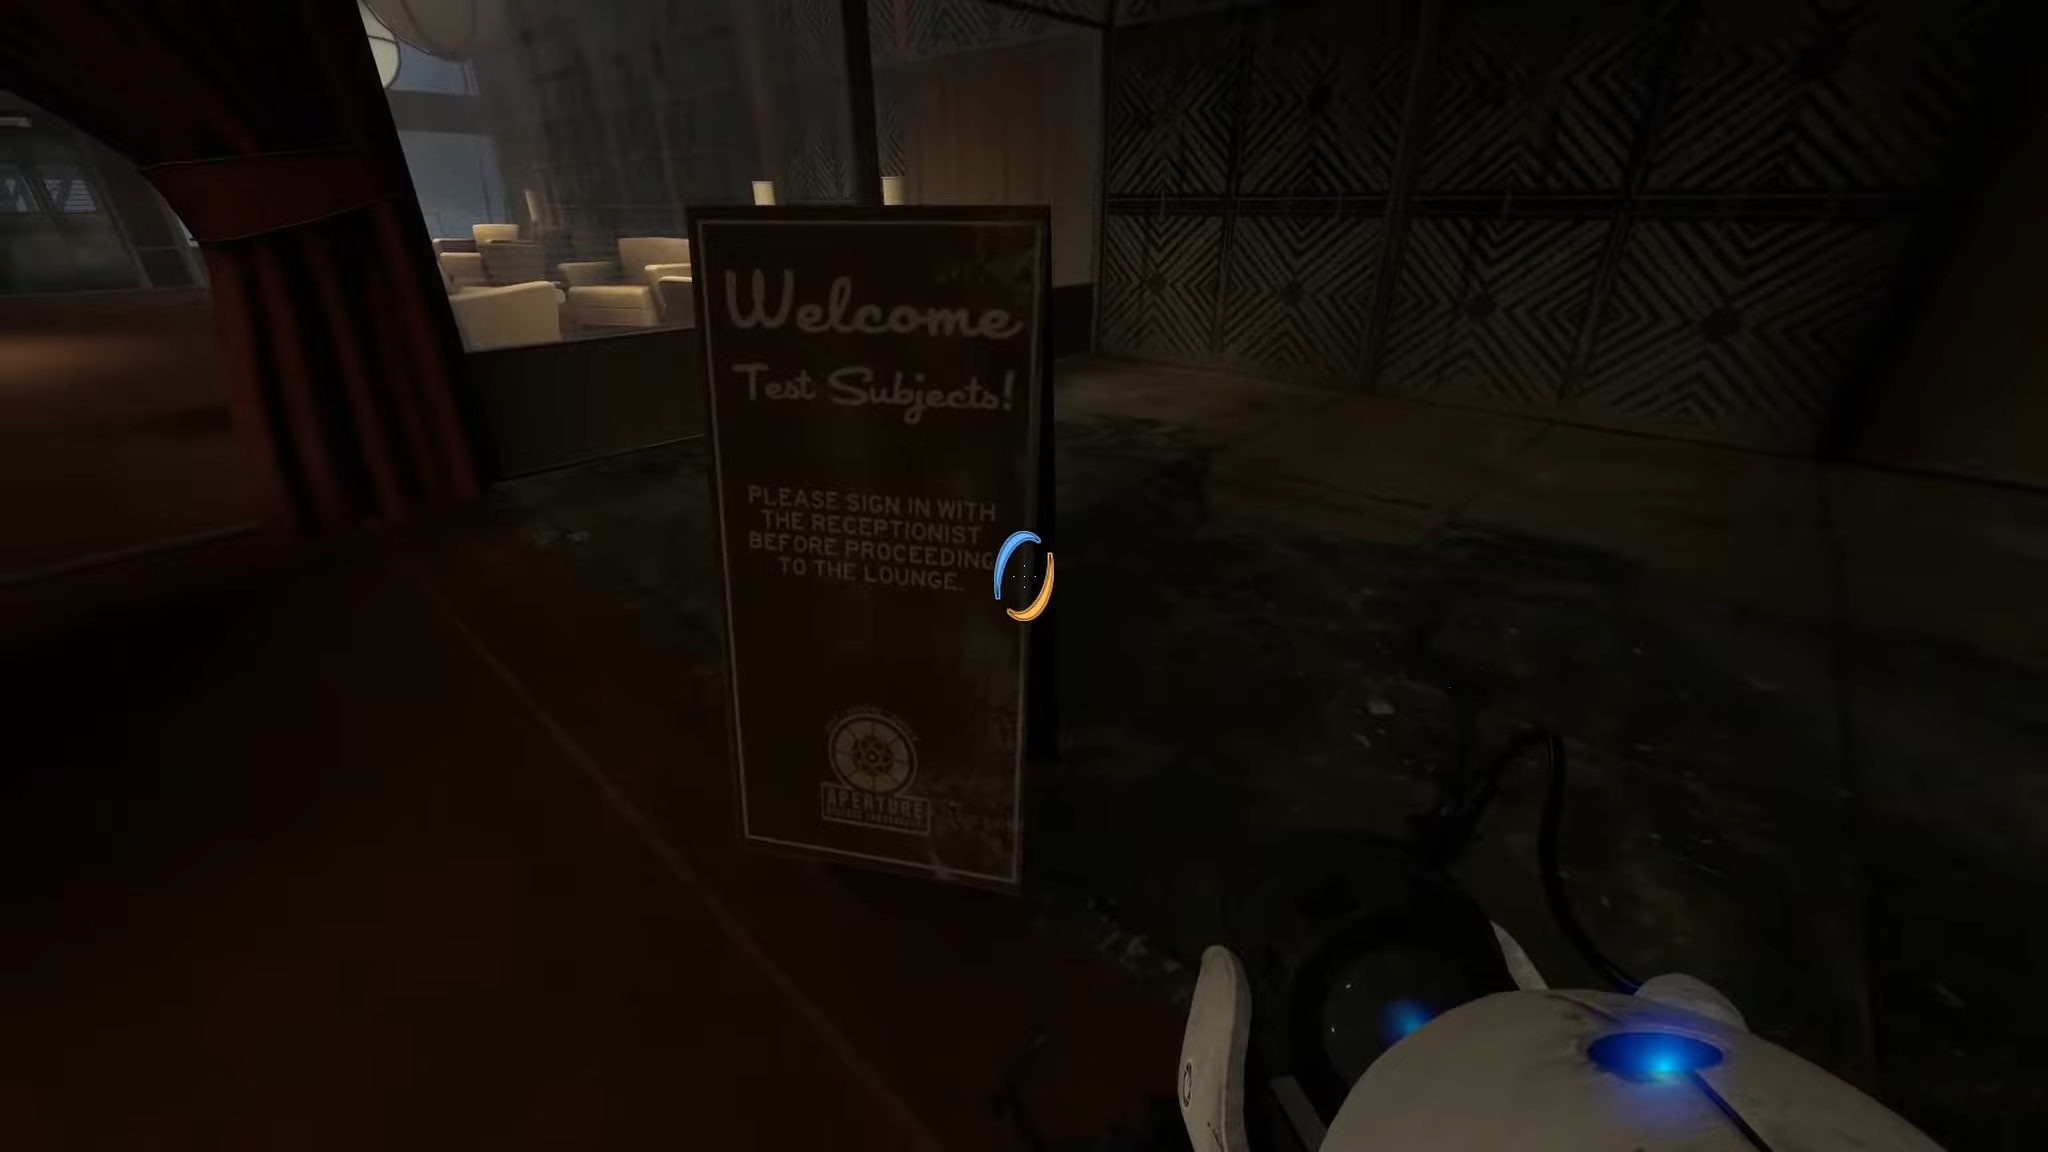 Welcome
Test Subjects!
PLEASE SIGN IN WITH
THE RECEPTIONIST
BEFORE PROCEEDING
TO THE LOUNGE.
APERTURE